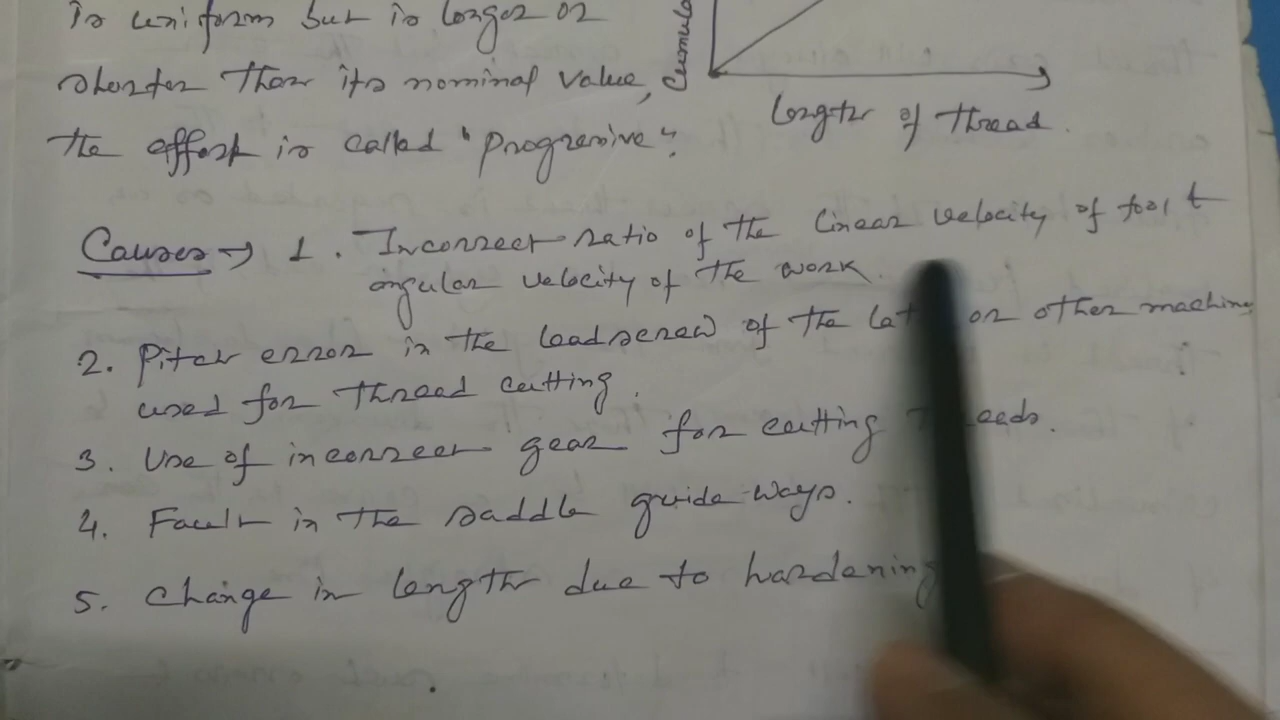 is uniform but is longer or
shorter than its nominal value,
the effort is called "Progressive".
Cumula
length of thread.
Causes → 1. Incorrect ratio of the linear velocity of tool &
angular velocity of the work.
2. Pitch error in the leadscrew of the lat or other machine
used for thread cutting.
3. Use of incorrect gear for cutting eads.
4. Fault in the saddle guide-ways.
5. Change in length due to hardening